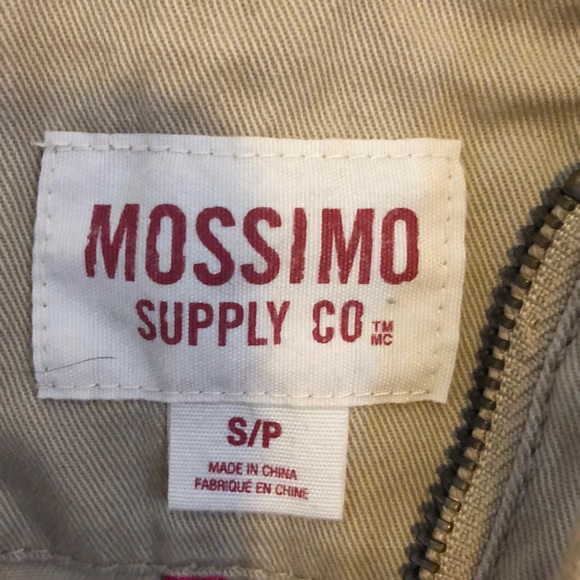 MOSSIMO
SUPPLY CO TM MC
S/P
MADE IN CHINA
FABRIQUÉ EN CHINE